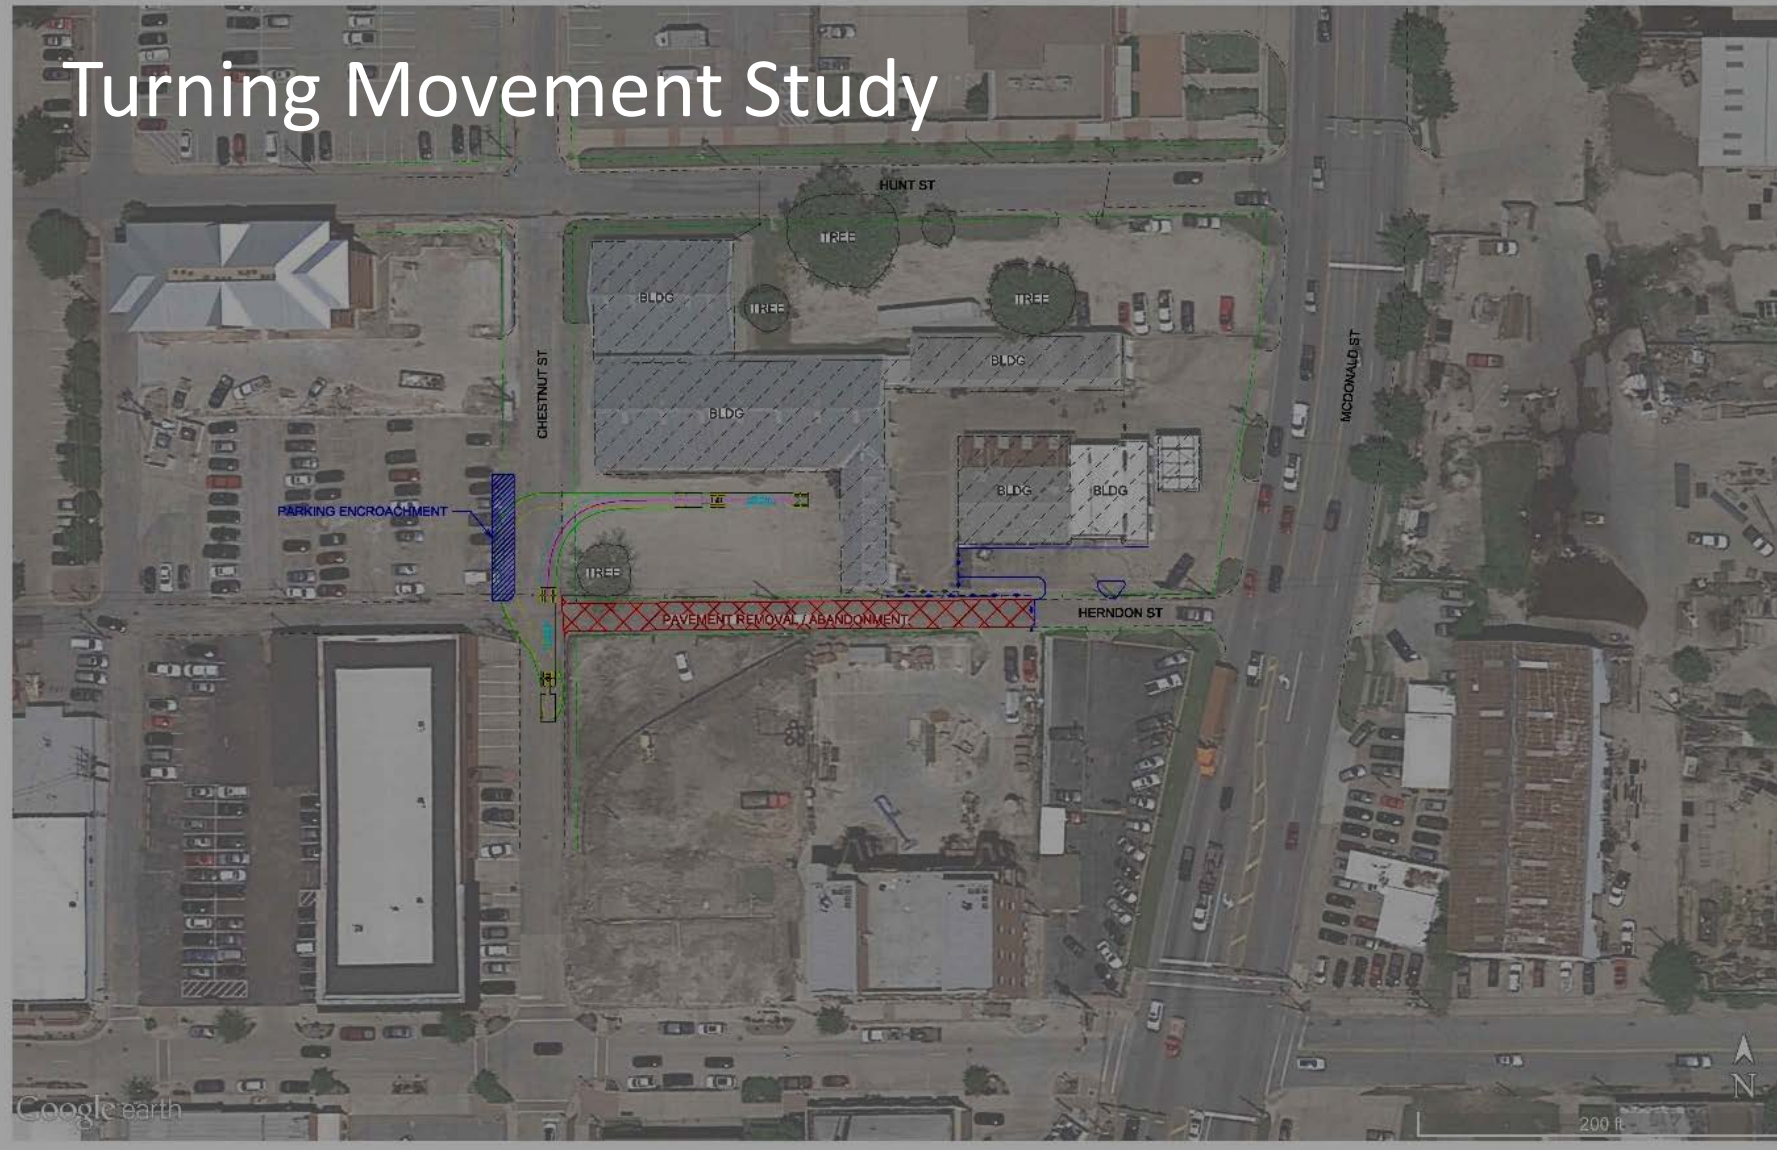 Turning Movement Study
HUNT ST
TREE
BLDG
TREE
TREE
BLDG
CHESTNUT ST
MCDONALD ST
BLDG
BLDG
BLDG
PARKING ENCROACHMENT
TREE
HERNDON ST
PAVEMENT REMOVAL / ABANDONMENT
N
Google earth
200 ft